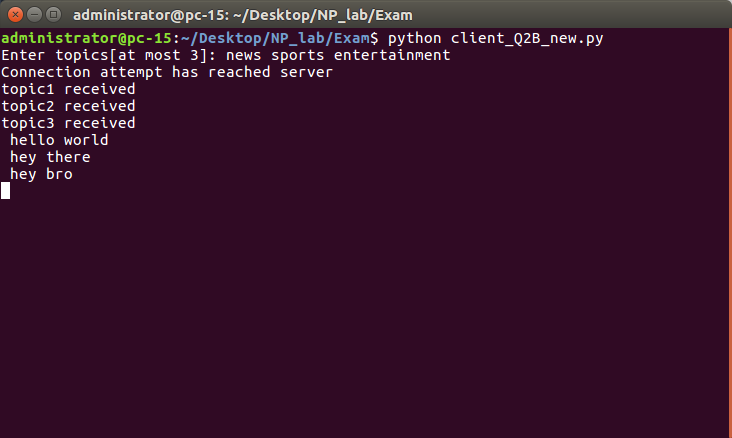 administrator@pc-15: ~/Desktop/NP_lab/Exam
administrator@pc-15:~/Desktop/NP_lab/Exam$ python client_Q2B_new.py
Enter topics[at most 3]: news sports entertainment
Connection attempt has reached server
topic1 received
topic2 received
topic3 received
 hello world
 hey there
 hey bro